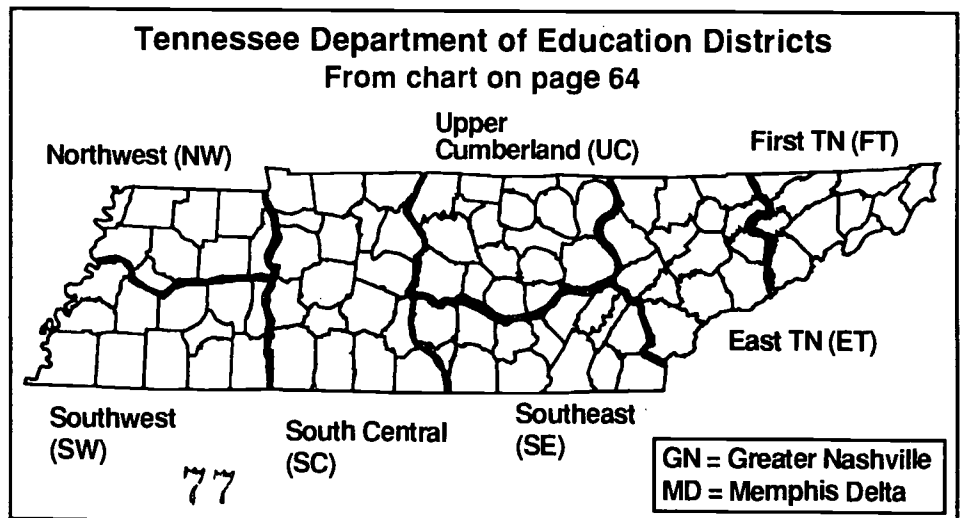 Tennessee Department of Education Districts
From chart on page 64
Northwest (NW)
Upper
Cumberland (UC)
First TN (FT)
East TN (ET)
Southwest
(SW)
South Central
(SC)
Southeast
(SE)
GN = Greater Nashville
MD = Memphis Delta
77